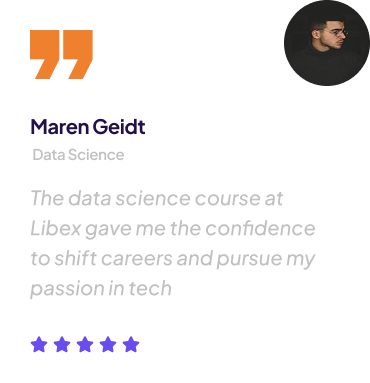 Maren Geidt
Data Science
The data science course at
Libex gave me the confidence
to shift careers and pursue my
passion in tech